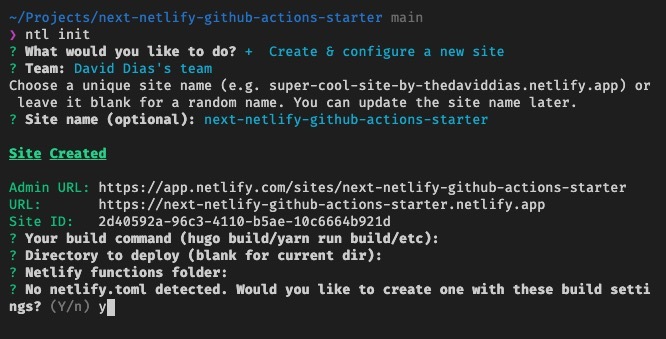 ~/Projects/next-netlify-github-actions-starter main
❯ ntl init
? What would you like to do? +  Create & configure a new site
? Team: David Dias's team
Choose a unique site name (e.g. super-cool-site-by-thedaviddias.netlify.app) or
 leave it blank for a random name. You can update the site name later.
? Site name (optional): next-netlify-github-actions-starter
Site Created
Admin URL: https://app.netlify.com/sites/next-netlify-github-actions-starter
URL:       https://next-netlify-github-actions-starter.netlify.app
Site ID:   2d40592a-96c3-4110-b5ae-10c6664b921d
? Your build command (hugo build/yarn run build/etc):
? Directory to deploy (blank for current dir):
? Netlify functions folder:
? No netlify.toml detected. Would you like to create one with these build setti
ngs? (Y/n) y